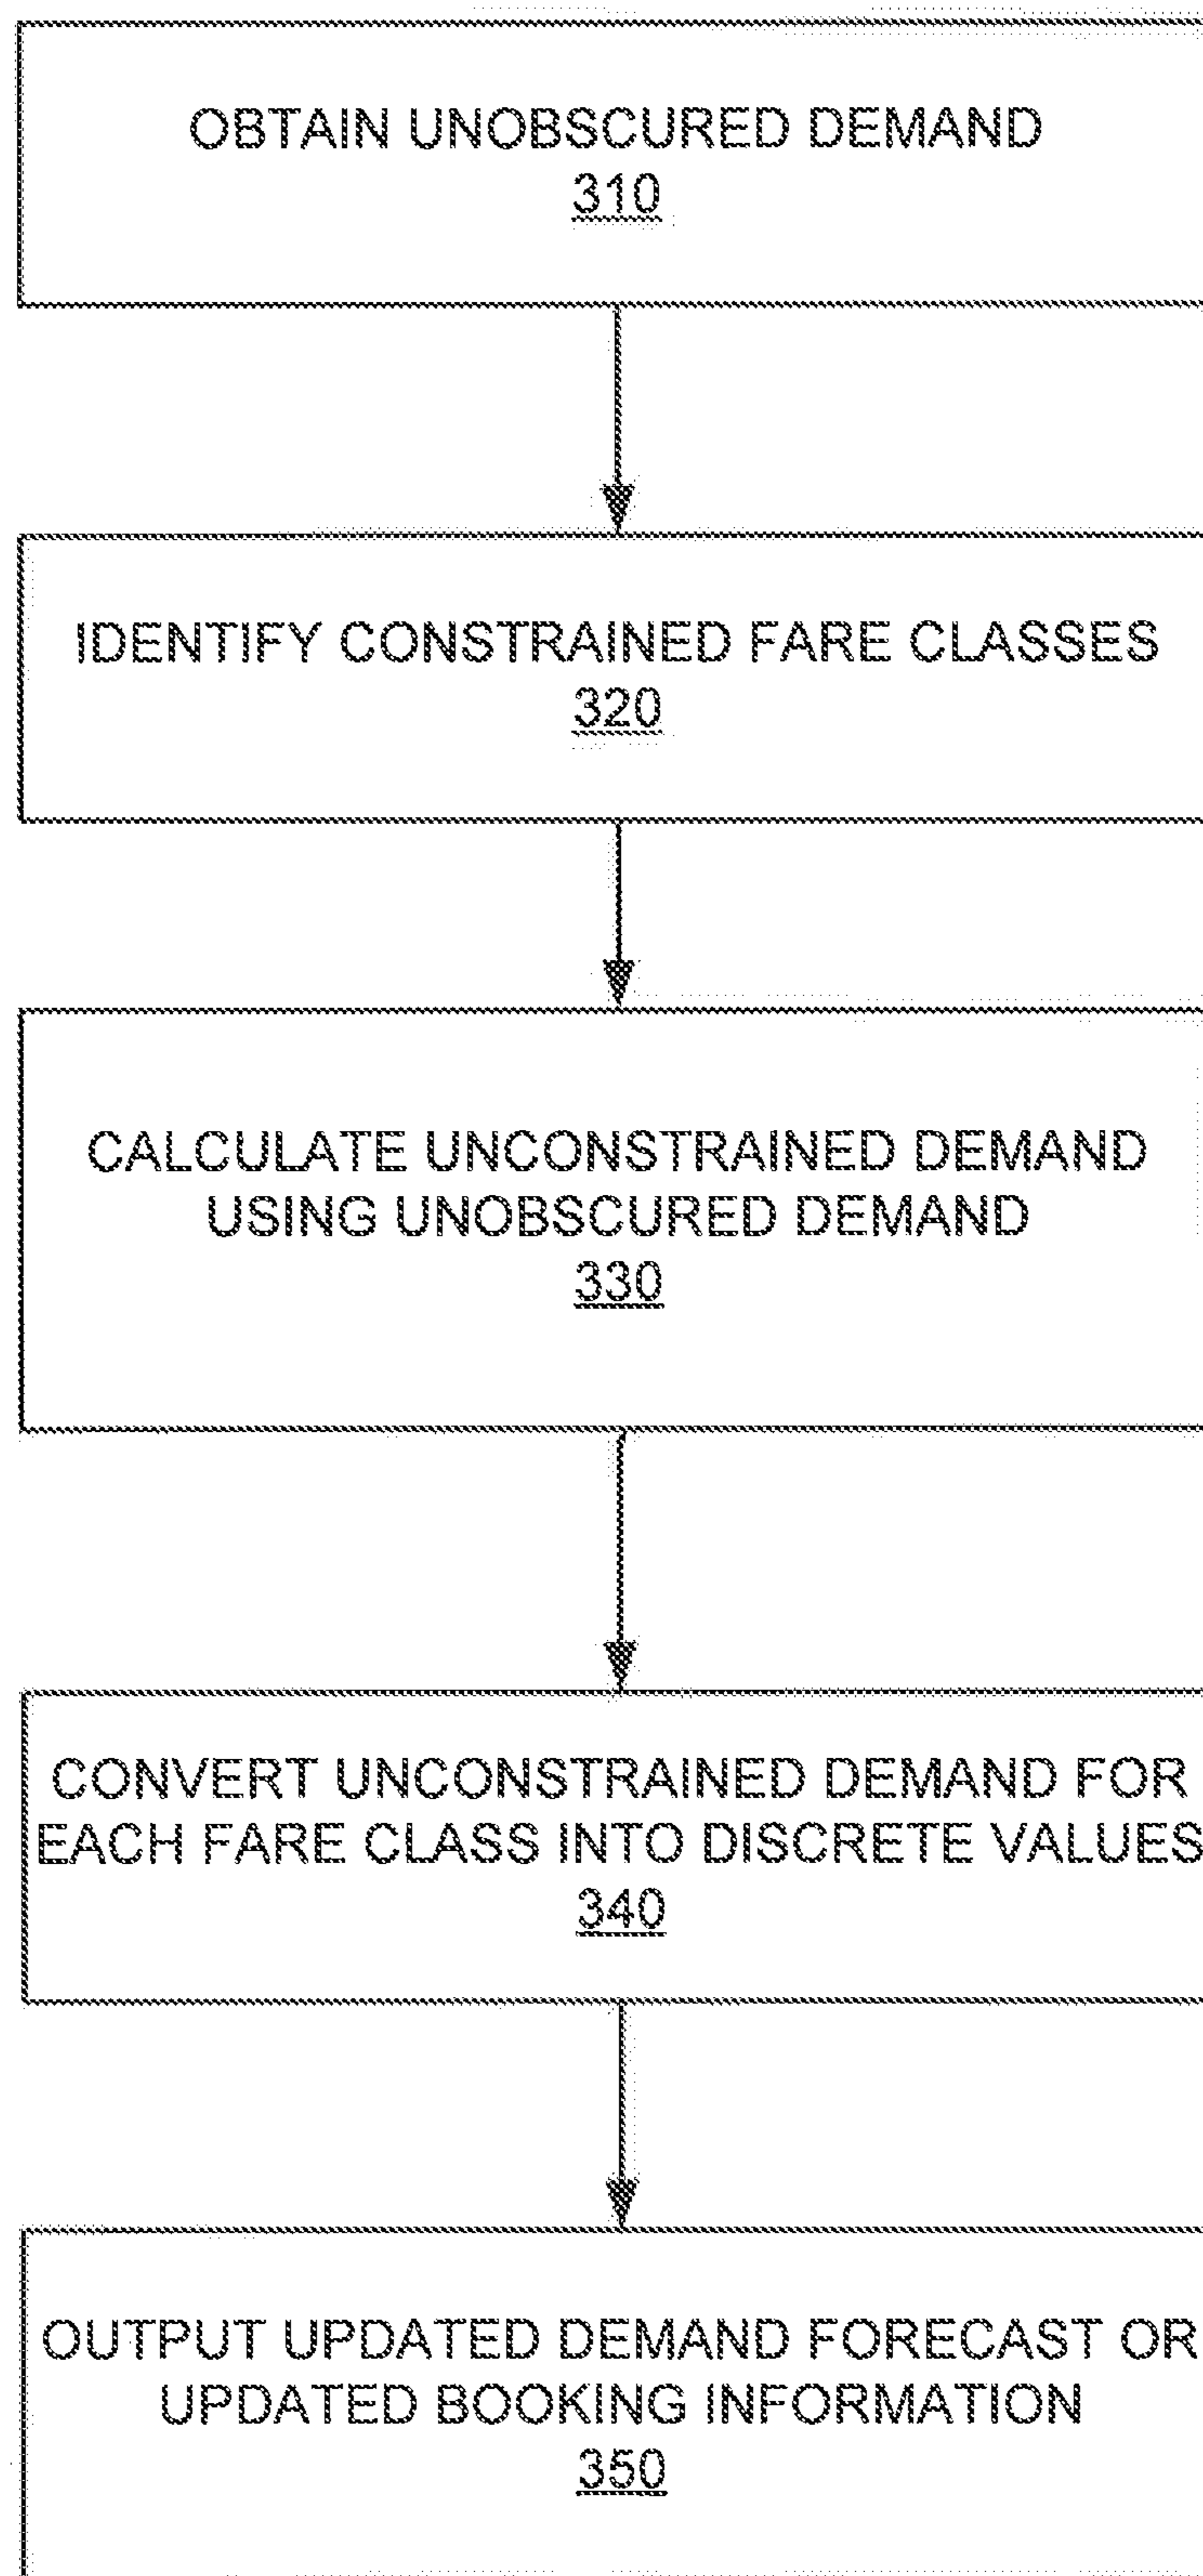 OBTAIN UNOBSCURED DEMAND
310
IDENTIFY CONSTRAINED FARE CLASSES
320
CALCULATE UNCONSTRAINED DEMAND
USING UNOBSCURED DEMAND
330
CONVERT UNCONSTRAINED DEMAND FOR
EACH FARE CLASS INTO DISCRETE VALUES
340
OUTPUT UPDATED DEMAND FORECAST OR
UPDATED BOOKING INFORMATION
350